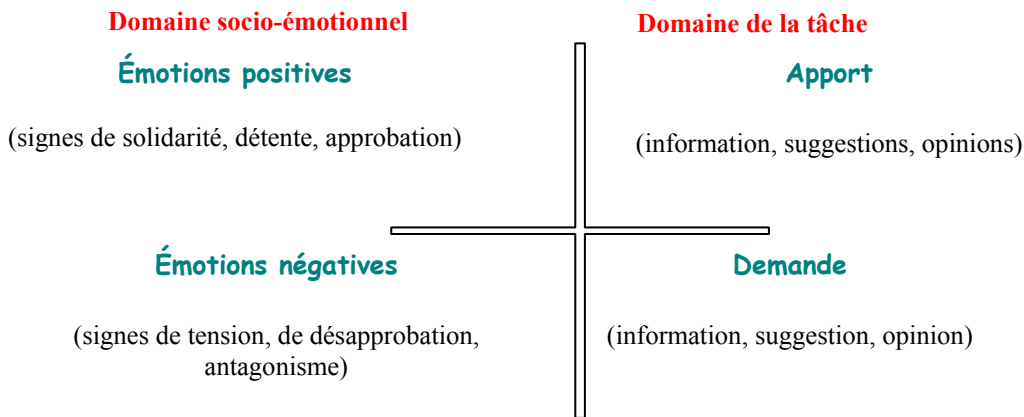 Domaine socio-émotionnel
Domaine de la tâche
Émotions positives
Apport
(signes de solidarité, détente, approbation)
(information, suggestions, opinions)
Émotions négatives
Demande
(signes de tension, de désapprobation,
antagonisme)
(information, suggestion, opinion)